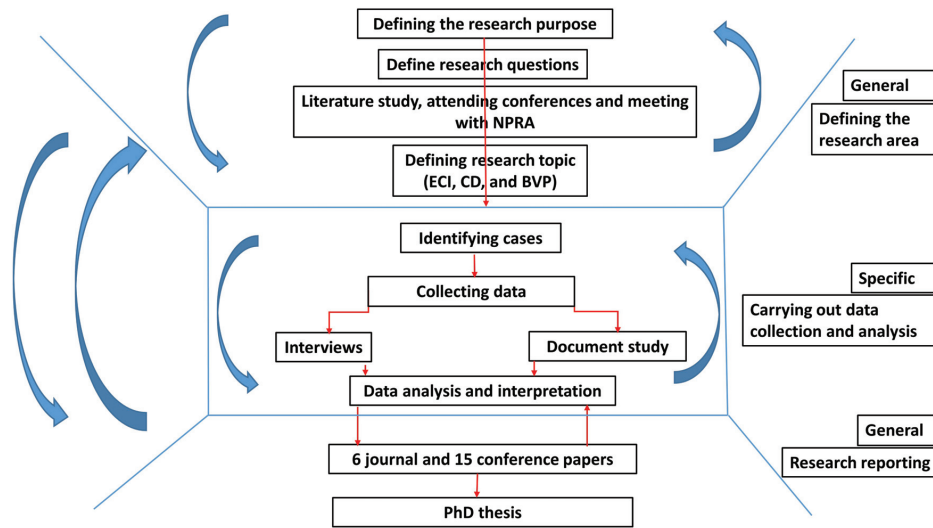 Defining the research purpose
Define research questions
Literature study, attending conferences and meeting
with NPRA
Defining research topic
(ECI, CD, and BVP)
General
Defining the
research area
Identifying cases
Collecting data
Interviews
Document study
Data analysis and interpretation
Specific
Carrying out data
collection and analysis
6 journal and 15 conference papers
PhD thesis
General
Research reporting